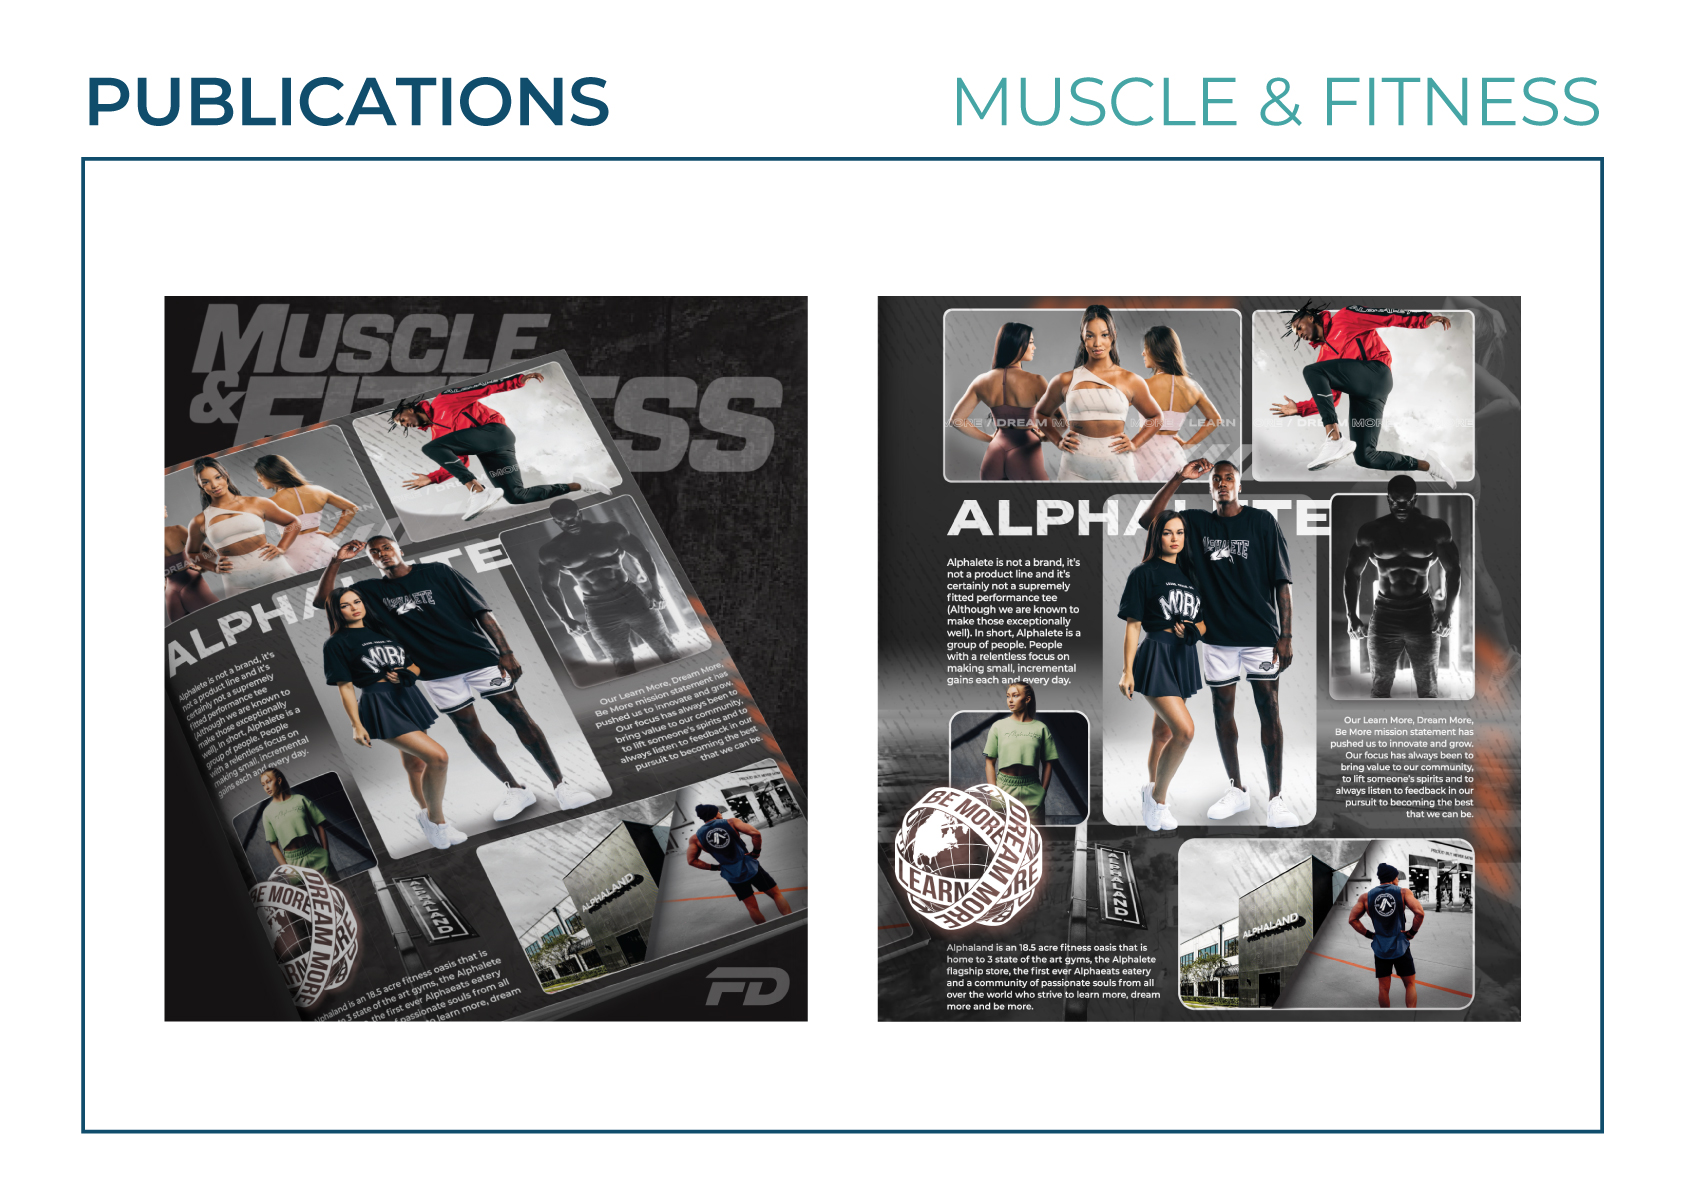 PUBLICATIONS
MUSCLE & FITNESS
MUSCLE
& FITNESS
LEARN
MOR
ALPHALETE
ALPHALETE
MORE
Alphalete is not a brand, it's
not a product line and it's
certainly not a supremely
fitted performance tee
(Although we are known to
make those exceptionally
well). In short, Alphalete is a
group of people. People
with a relentless focus on
making small, incremental
gains each and every day.
Our Learn More, Dream More,
Be More mission statement has
pushed us to innovate and grow.
Our focus has always been to
bring value to our community,
to lift someone's spirits and to
always listen to feedback in our
pursuit to becoming the best
that we can be.
BE MORE
DREAM MORE
ALPHALAND
Alphaland is an 18.5 acre fitness oasis that is
to 3 state of the art gyms, the Alphalete
the first ever Alphaeats eatery
passionate souls from all
learn more, dream
FD
MORE / DREAM M
MO
/ LEARN
/ DREAM MOR
ALPHALETE
ALPHALETE
MORE
Alphalete is not a brand, it's
not a product line and it's
certainly not a supremely
fitted performance tee
(Although we are known to
make those exceptionally
well). In short, Alphalete is a
group of people. People
with a relentless focus on
making small, incremental
gains each and every day.
Our Learn More, Dream More,
Be More mission statement has
pushed us to innovate and grow.
Our focus has always been to
bring value to our community,
to lift someone's spirits and to
always listen to feedback in our
pursuit to becoming the best
that we can be.
BE MORE
DREAM MORE
LEARN
MORE
ALPHALAND
ALPHALAND
Alphaland is an 18.5 acre fitness oasis that is
home to 3 state of the art gyms, the Alphalete
flagship store, the first ever Alphaeats eatery
and a community of passionate souls from all
over the world who strive to learn more, dream
more and be more.